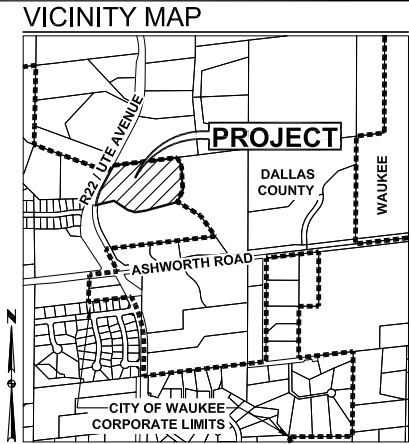 VICINITY MAP
R22 / UTE AVENUE
PROJECT
DALLAS
COUNTY
WAUKEE
ASHWORTH ROAD
N
CITY OF WAUKEE
CORPORATE LIMITS